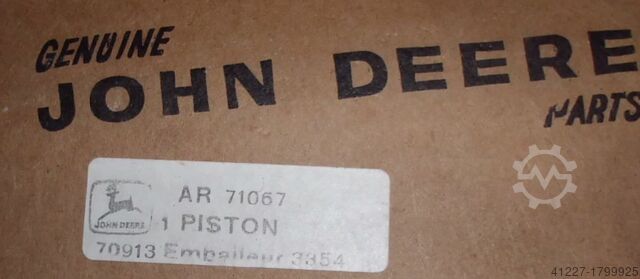 GENUINE
JOHN DEERE
PARTS
AR 71067
JOHN DEERE
1 PISTON
70913 Emballeur 3354
41227-1799925